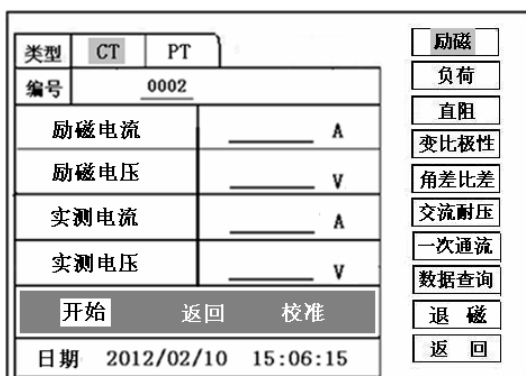 类型 CT PT
编号 0002
励磁电流 A
励磁电压 V
实测电流 A
实测电压 V
开始 返回 校准
日期 2012/02/10 15:06:15
励磁
负荷
直阻
变比极性
角差比差
交流耐压
一次通流
数据查询
退 磁
返 回